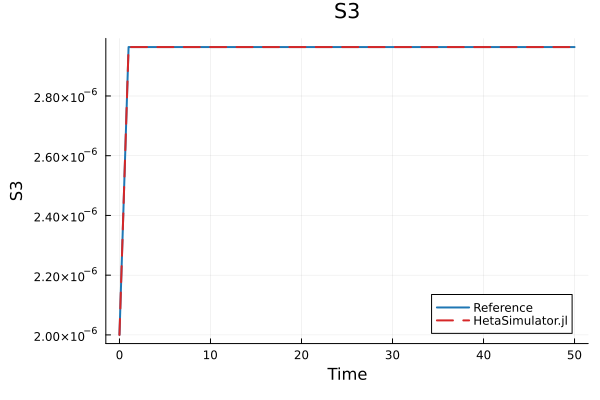 S3
2.80×10⁻⁶
2.60×10⁻⁶
2.40×10⁻⁶
2.20×10⁻⁶
2.00×10⁻⁶
S3
Reference
HetaSimulator.jl
0 10 20 30 40 50
Time